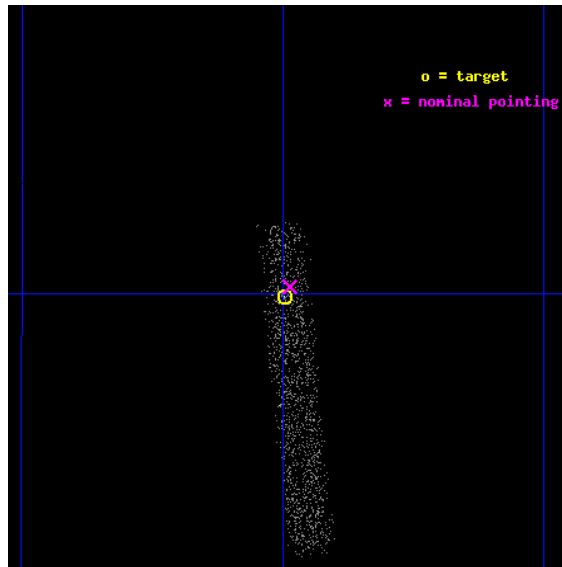 o = target
x = nominal pointing